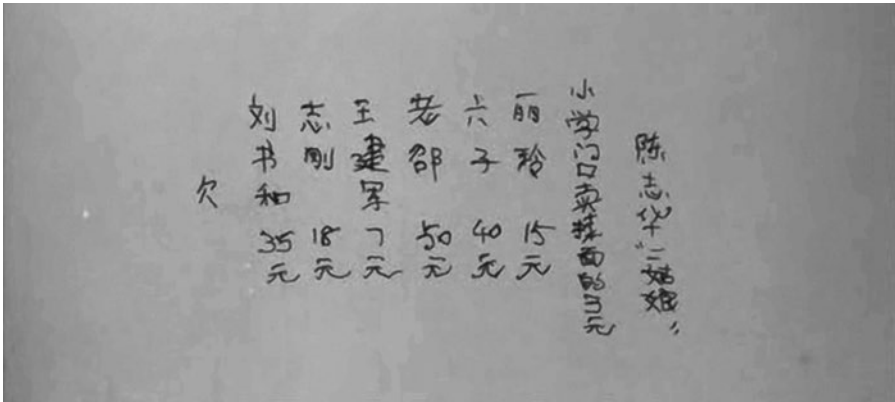 陈志华“二姑娘”
小学门口卖辣面的3元
丽玲 15元
六子 40元
老邵 50元
王建军 7元
志刚 18元
刘书和 35元
欠